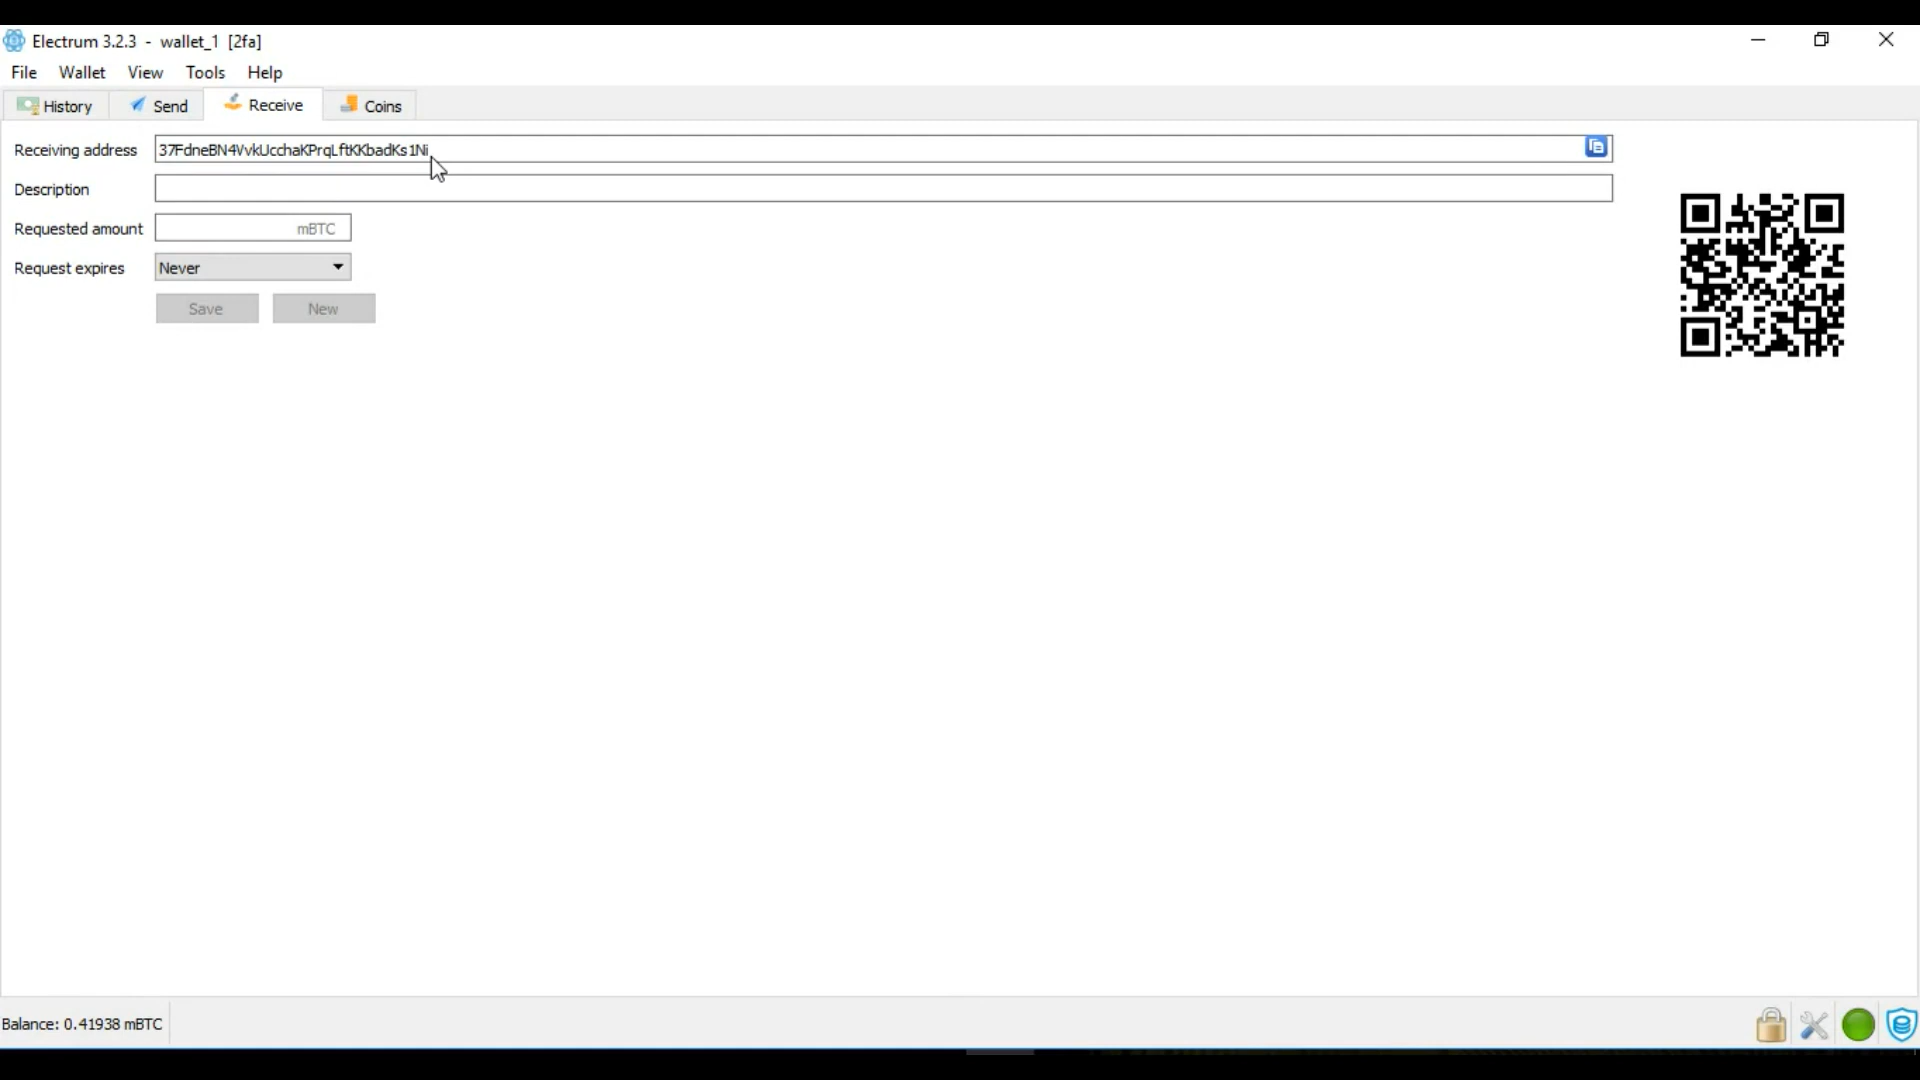 Electrum 3.2.3 - wallet_1 [2fa]
File Wallet View Tools Help
History Send Receive Coins
Receiving address 37FdneBN4VvkUcchaKPrqLftKKbadKs1Ni
Description
Requested amount mBTC
Request expires Never
Save New
Balance: 0.41938 mBTC